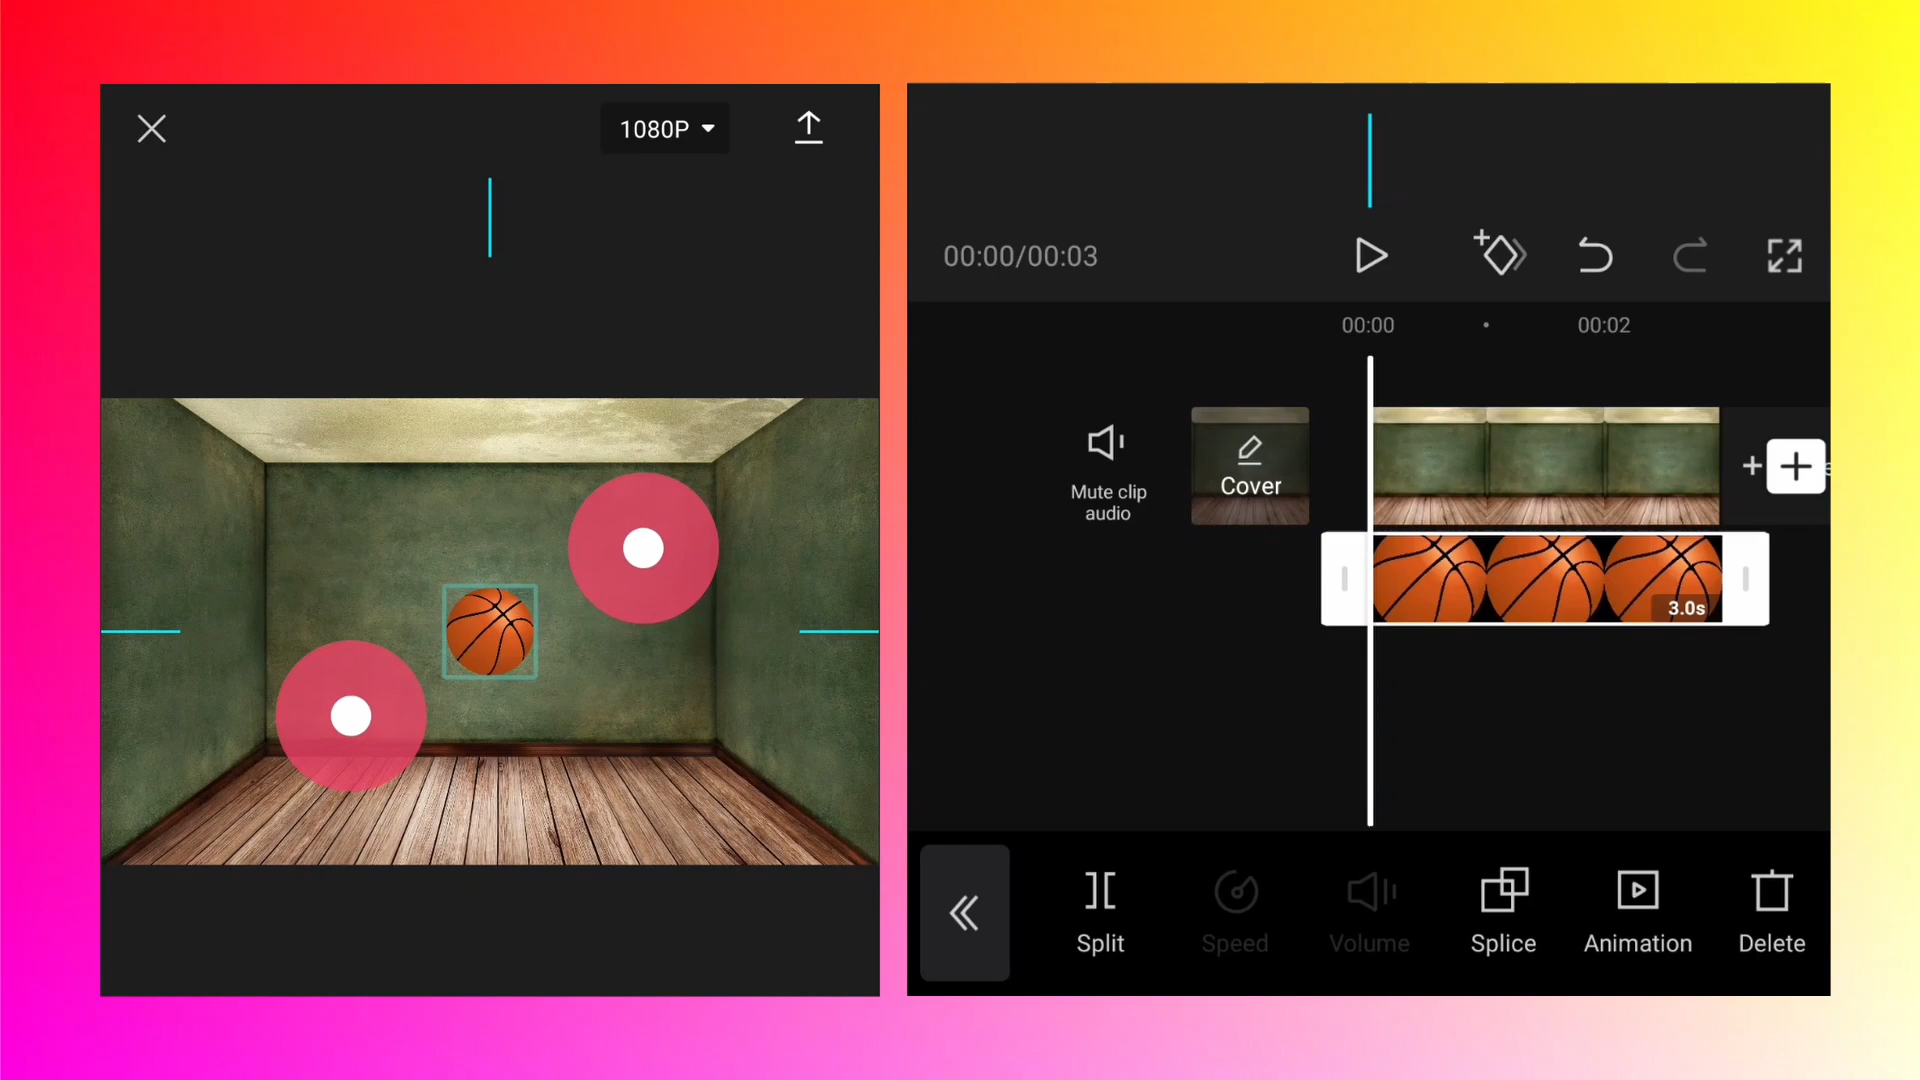 1080P
00:00/00:03
00:00
00:02
Mute clip
audio
Cover
3.0s
Split
Speed
Volume
Splice
Animation
Delete